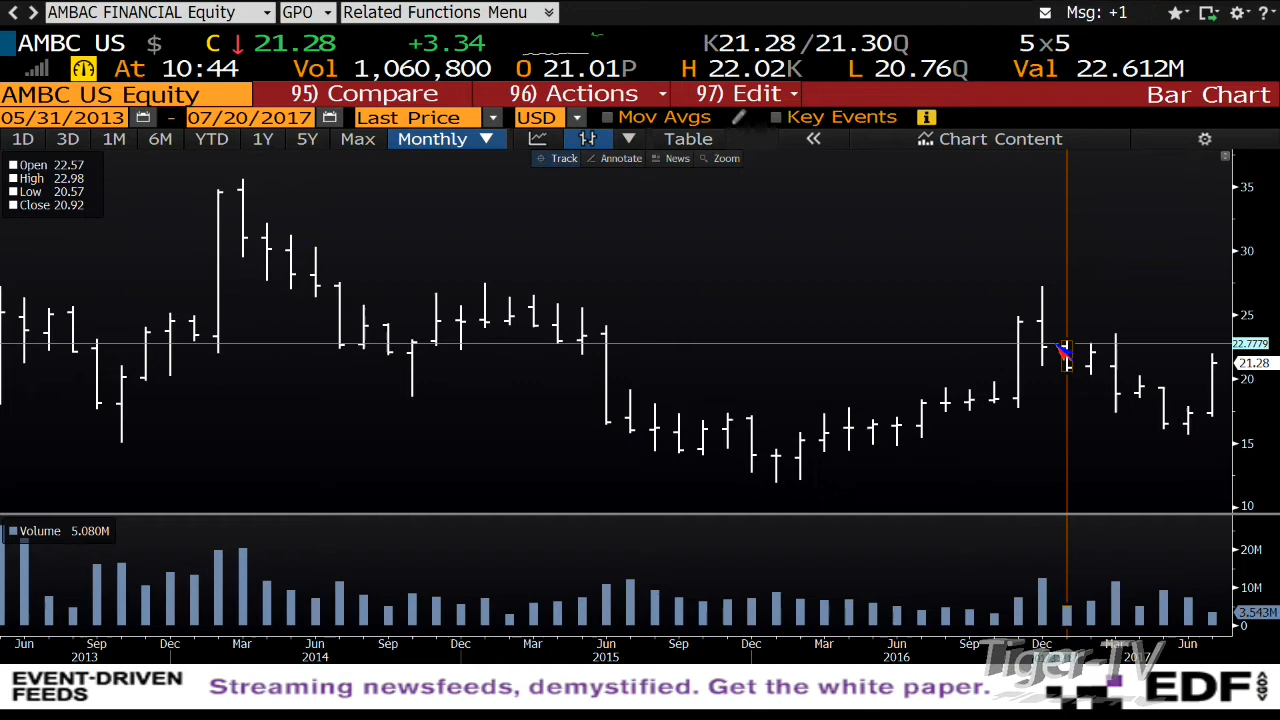 AMBAC FINANCIAL Equity GPO Related Functions Menu Msg: +1 ?
AMBC US $ C 21.28 +3.34 K21.28/21.30Q 5x5
At 10:44 Vol 1,060,800 O 21.01P H 22.02K L 20.76Q Val 22.612M
AMBC US Equity 95) Compare 96) Actions 97) Edit Bar Chart
05/31/2013 - 07/20/2017 Last Price USD Mov Avgs Key Events
1D 3D 1M 6M YTD 1Y 5Y Max Monthly Table Chart Content
Track Annotate News Zoom
Open 22.57
High 22.98
Low 20.57
Close 20.92
35
30
25
22.7779
21.28
20
15
10
Volume 5.080M
20M
10M
3.543M
0
Jun Sep Dec Mar Jun Sep Dec Mar Jun Sep Dec Mar Jun Sep Dec Mar Jun
2013 2014 2015 2016 2017
Tiger-TV
EVENT-DRIVEN
FEEDS
Streaming newsfeeds, demystified. Get the white paper.
EDF